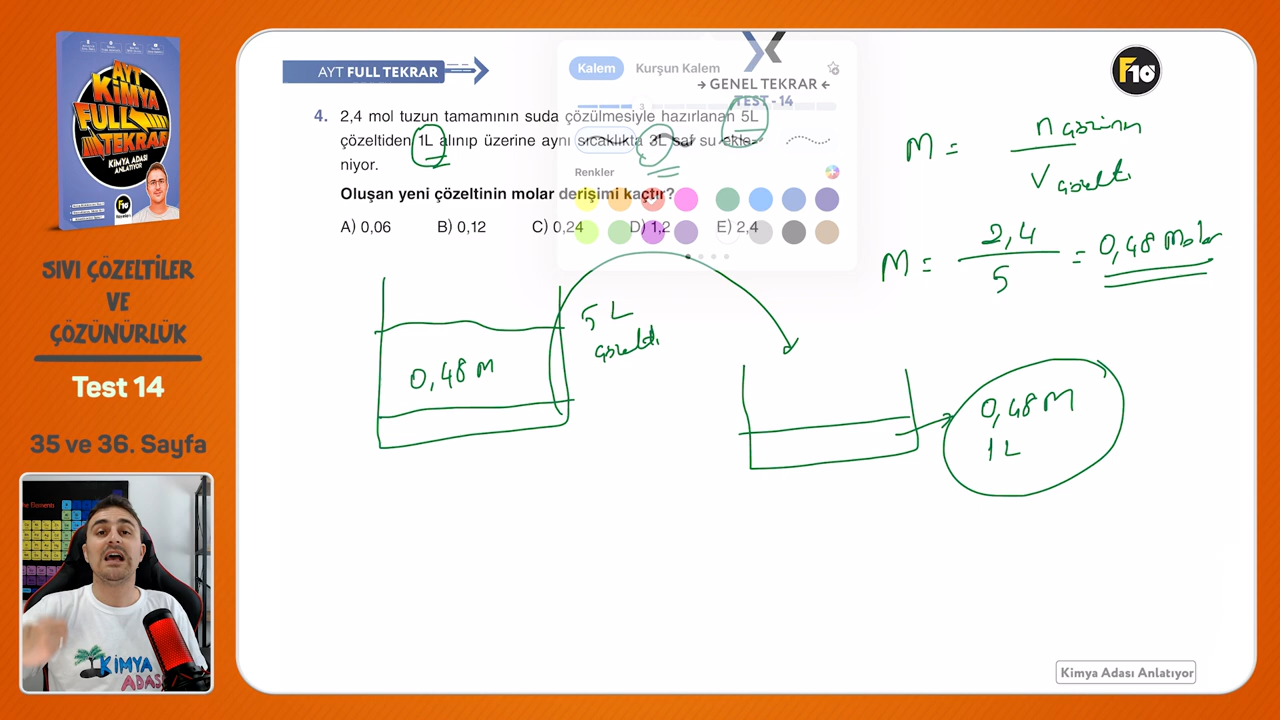 AYT
KİMYA
FULL
TEKRAR
KİMYA ADASI
ANLATIYOR
F10
SIVI ÇÖZELTİLER
VE
ÇÖZÜNÜRLÜK
Test 14
35 ve 36. Sayfa
KİMYA
ADASI
AYT FULL TEKRAR
Kalem
Kurşun Kalem
GENEL TEKRAR
TEST - 14
3
Renkler
F10
4. 2,4 mol tuzun tamamının suda çözülmesiyle hazırlanan 5L
çözeltiden 1L alınıp üzerine aynı sıcaklıkta 3L saf su ekle-
niyor.
Oluşan yeni çözeltinin molar derişimi kaçtır?
A) 0,06 B) 0,12 C) 0,24 D) 1,2 E) 2,4
M = n çözünen
V çözelti
M = 2,4 / 5 = 0,48 Molar
5 L
çözelti
0,48 M
0,48 M
1 L
Kimya Adası Anlatıyor